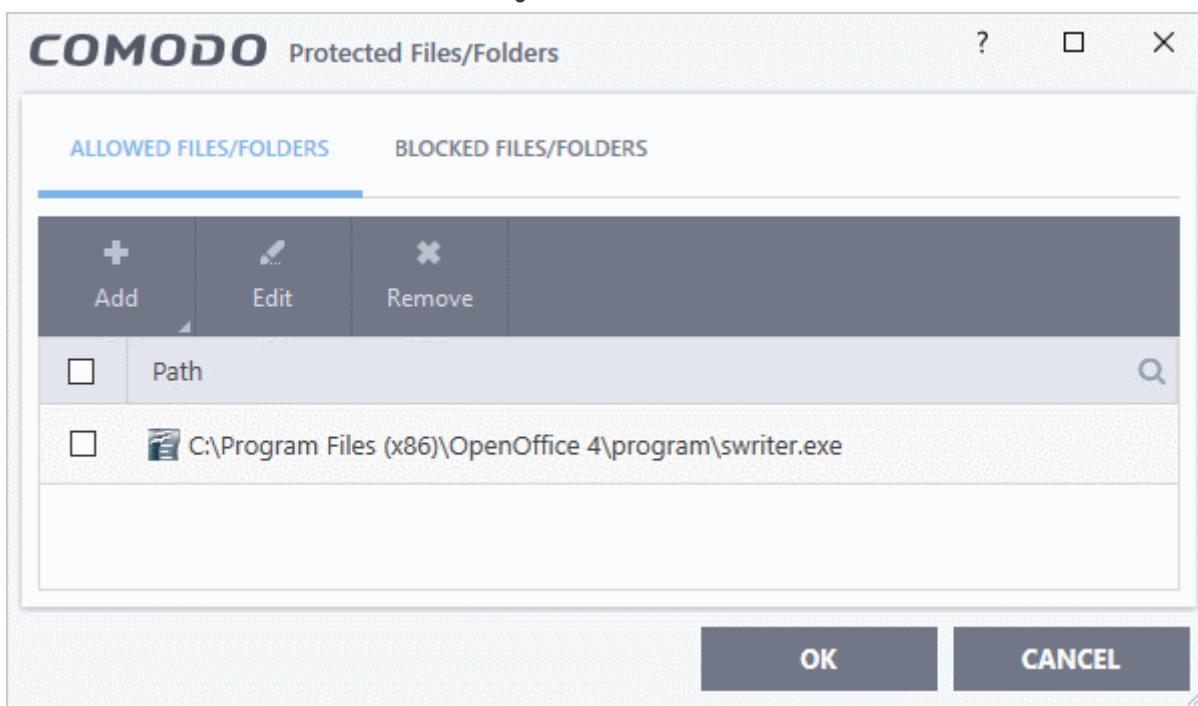 COMODO Protected Files/Folders ?
ALLOWED FILES/FOLDERS BLOCKED FILES/FOLDERS
Add Edit Remove
Path
C:\Program Files (x86)\OpenOffice 4\program\swriter.exe
OK CANCEL